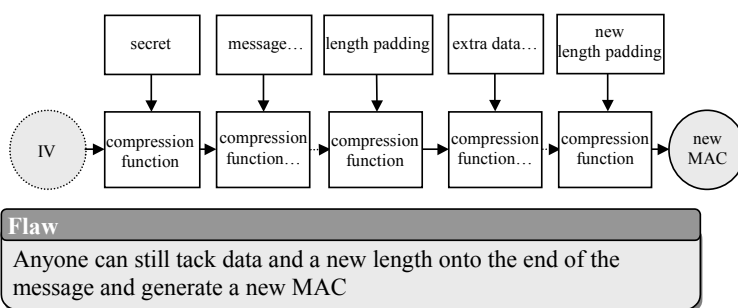 secret
message…
length padding
extra data…
new
length padding
IV
compression
function
compression
function…
compression
function
compression
function…
compression
function
new
MAC
Flaw
Anyone can still tack data and a new length onto the end of the
message and generate a new MAC